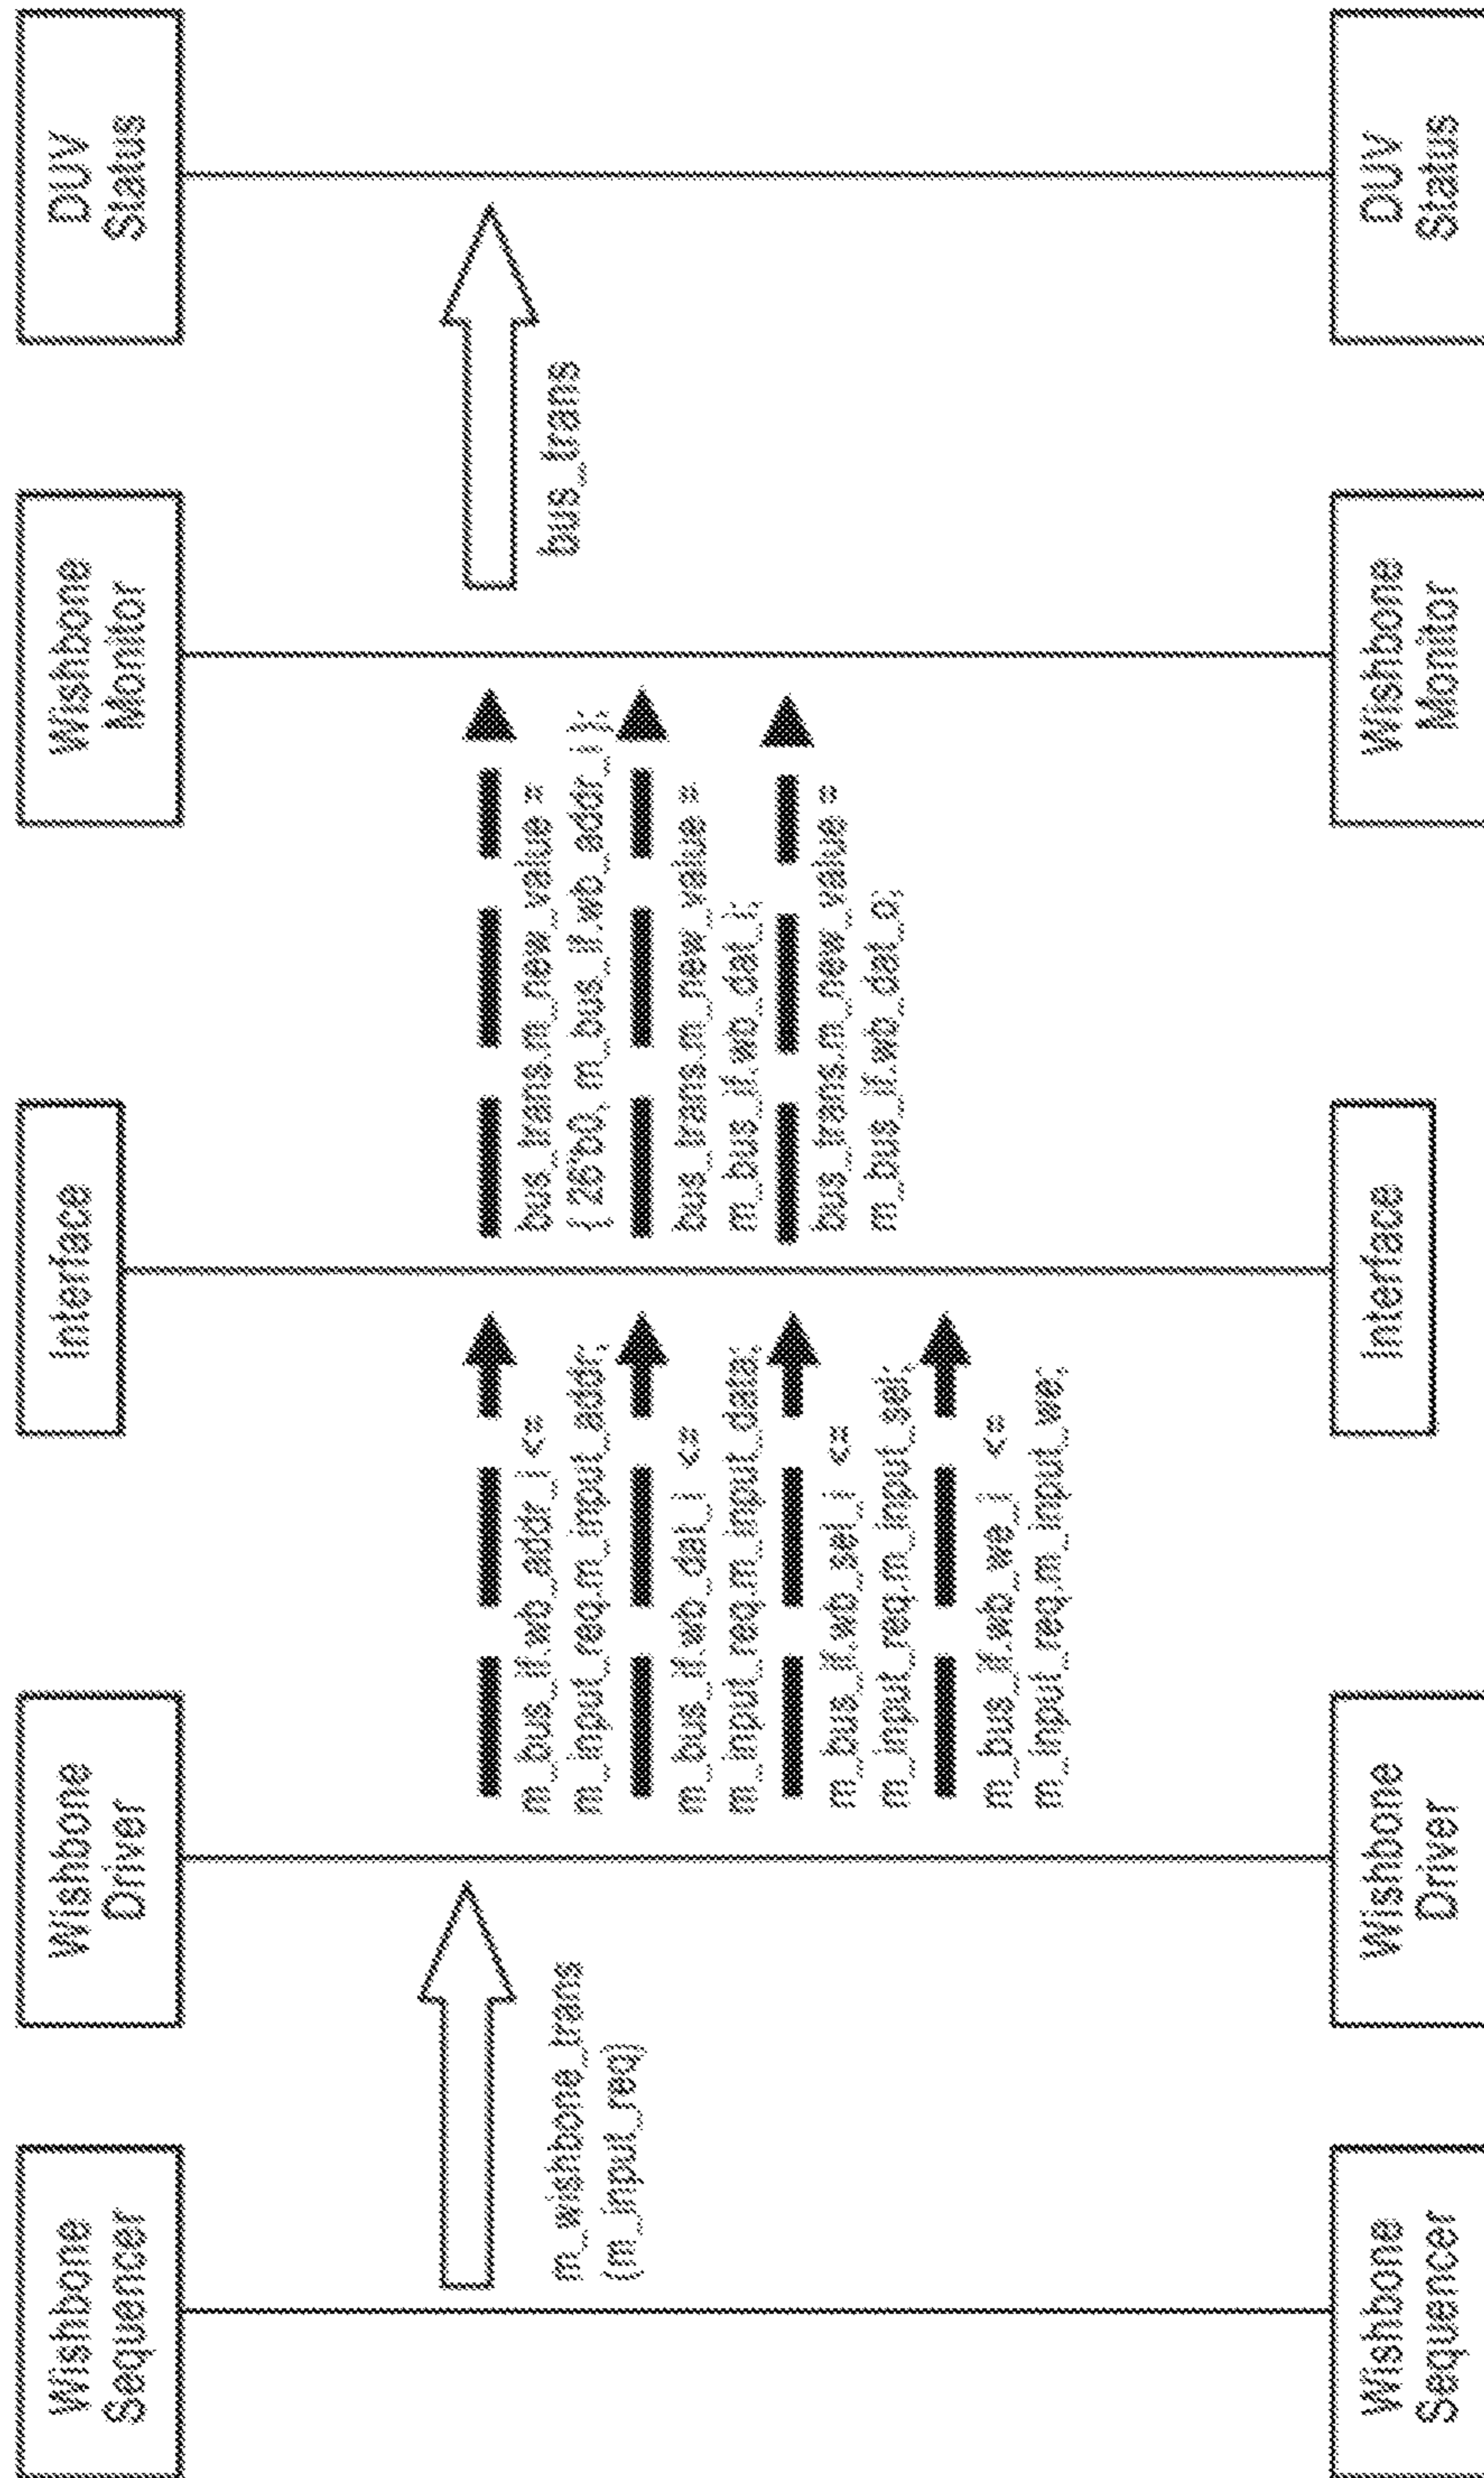 Wishbone
Sequencer
Wishbone
Driver
Interface
Wishbone
Monitor
DUV
Status
m_wishbone_trans
(m_input_req)
m_bus_if.wb_addr_i <=
m_input_req.m_input_addr;
m_bus_if.wb_dat_i <=
m_input_req.m_input_data;
m_bus_if.wb_sel_i <=
m_input_req.m_input_sel;
m_bus_if.wb_we_i <=
m_input_req.m_input_we;
bus_trans.m_new_value =
{ 26'b0, m_bus_if.wb_addr_i };
bus_trans.m_new_value =
m_bus_if.wb_dat_i;
bus_trans.m_new_value =
m_bus_if.wb_dat_o;
bus_trans
Wishbone
Sequencer
Wishbone
Driver
Interface
Wishbone
Monitor
DUV
Status